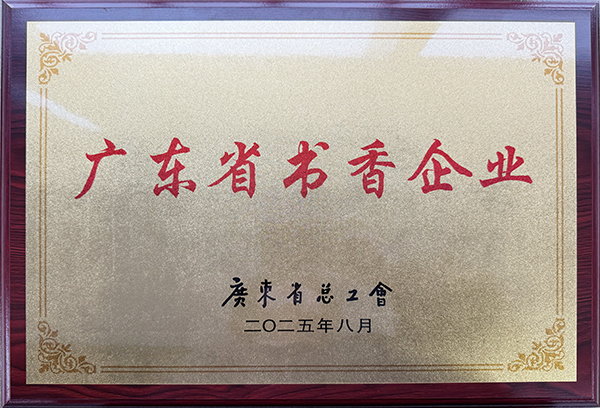 广东省书香企业
廣東省总工會
二〇二五年八月